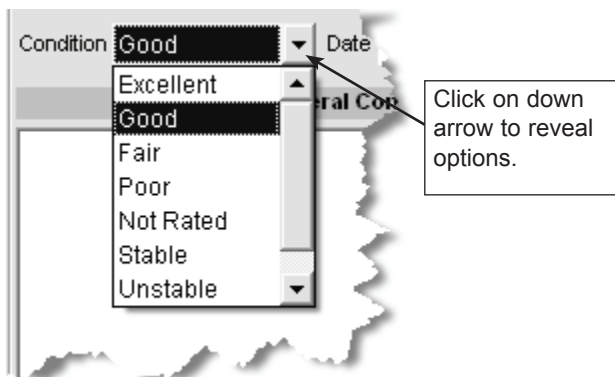 Condition Good Date
Excellent
Good
Fair
Poor
Not Rated
Stable
Unstable
Click on down
arrow to reveal
options.